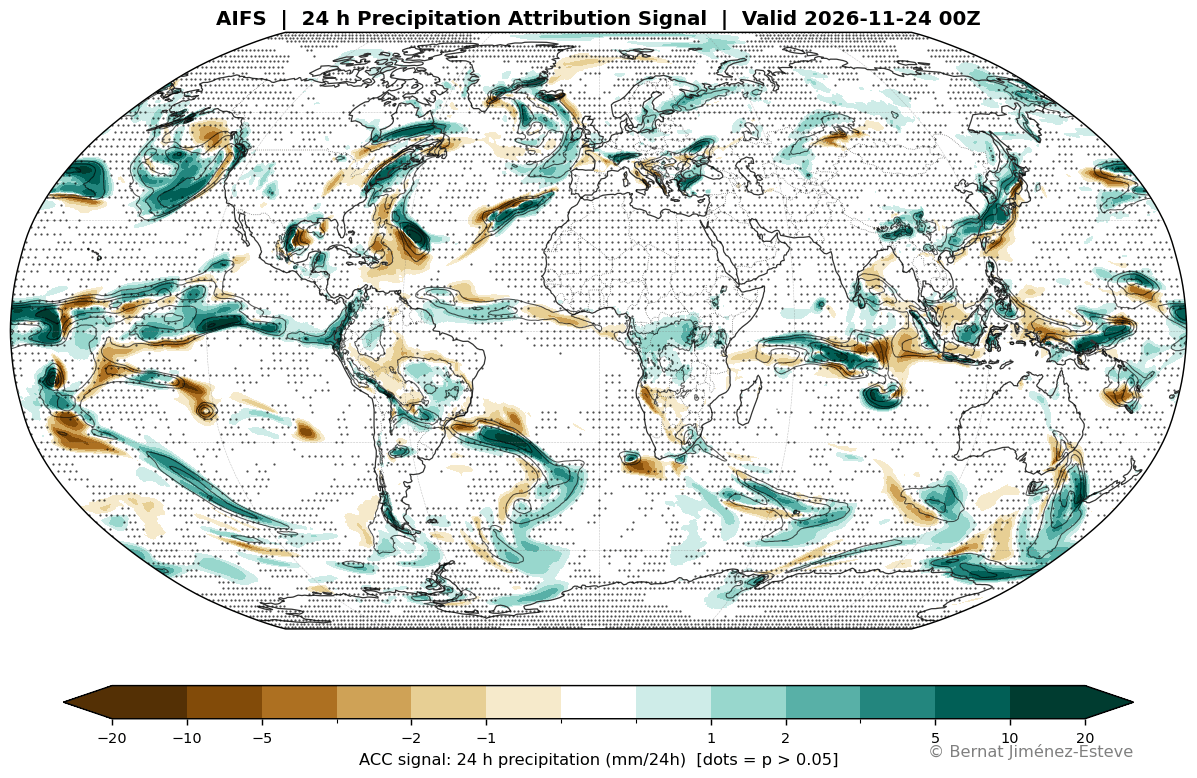 AIFS | 24 h Precipitation Attribution Signal | Valid 2026-11-24 00Z
−20 −10 −5 −2 −1 1 2 5 10 20
© Bernat Jiménez-Esteve
ACC signal: 24 h precipitation (mm/24h) [dots = p > 0.05]